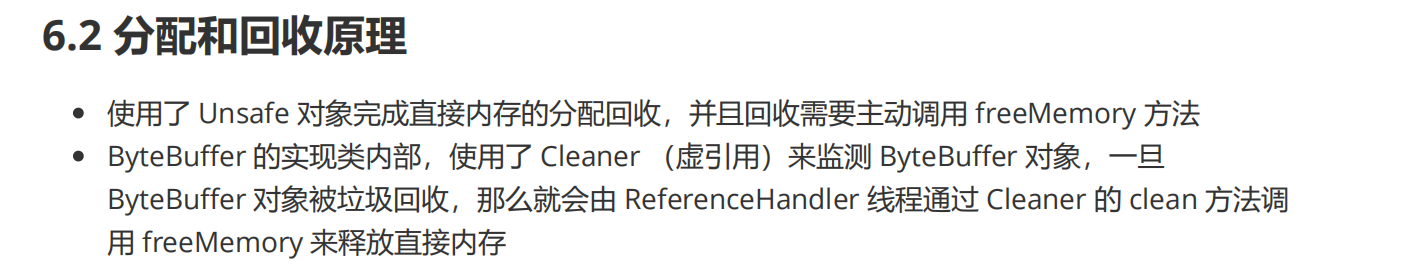 6.2 分配和回收原理
• 使用了 Unsafe 对象完成直接内存的分配回收，并且回收需要主动调用 freeMemory 方法
• ByteBuffer 的实现类内部，使用了 Cleaner （虚引用）来监测 ByteBuffer 对象，一旦
ByteBuffer 对象被垃圾回收，那么就会由 ReferenceHandler 线程通过 Cleaner 的 clean 方法调
用 freeMemory 来释放直接内存